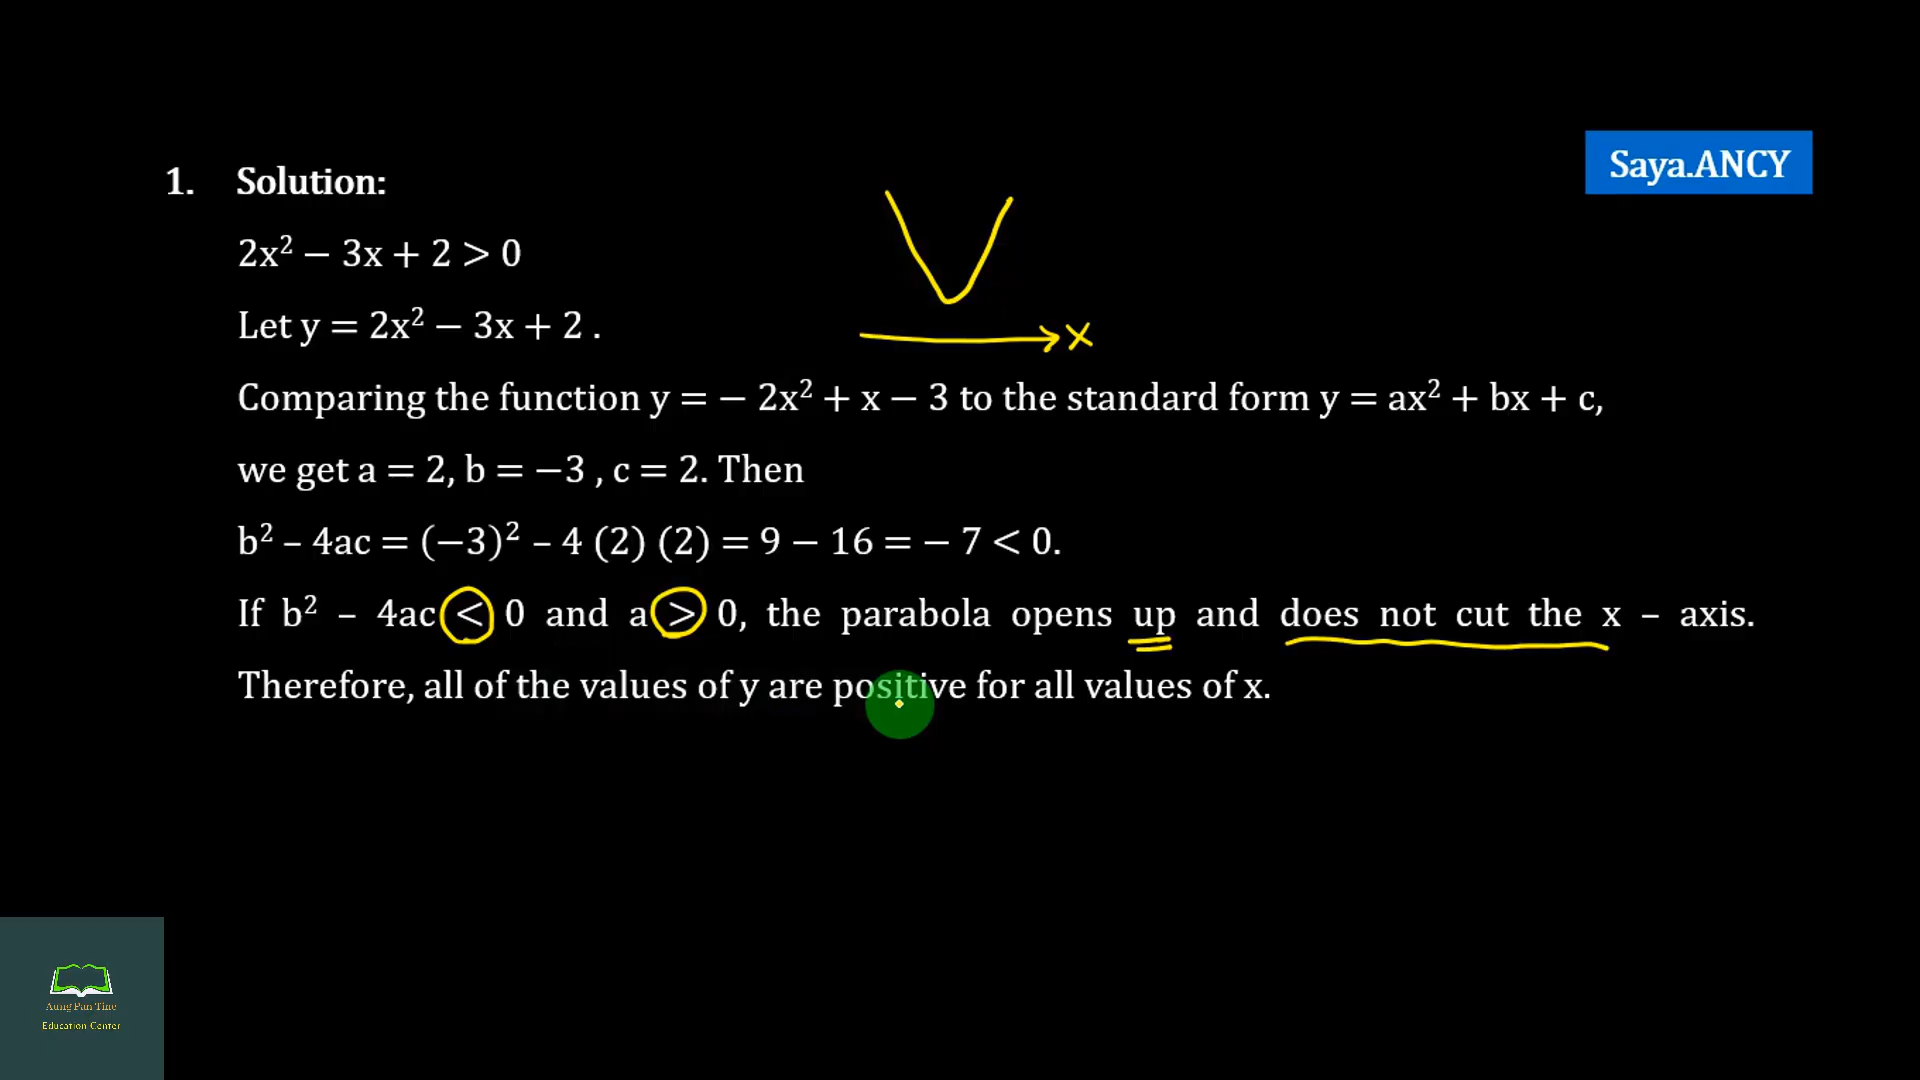 Saya.ANCY
1. Solution:
2x² − 3x + 2 > 0
Let y = 2x² − 3x + 2 .
x
Comparing the function y = − 2x² + x − 3 to the standard form y = ax² + bx + c,
we get a = 2, b = −3 , c = 2. Then
b² – 4ac = (−3)² – 4 (2) (2) = 9 − 16 = − 7 < 0.
If b² – 4ac < 0 and a > 0, the parabola opens up and does not cut the x – axis.
Therefore, all of the values of y are positive for all values of x.
Aung Pan Tine
Education Center